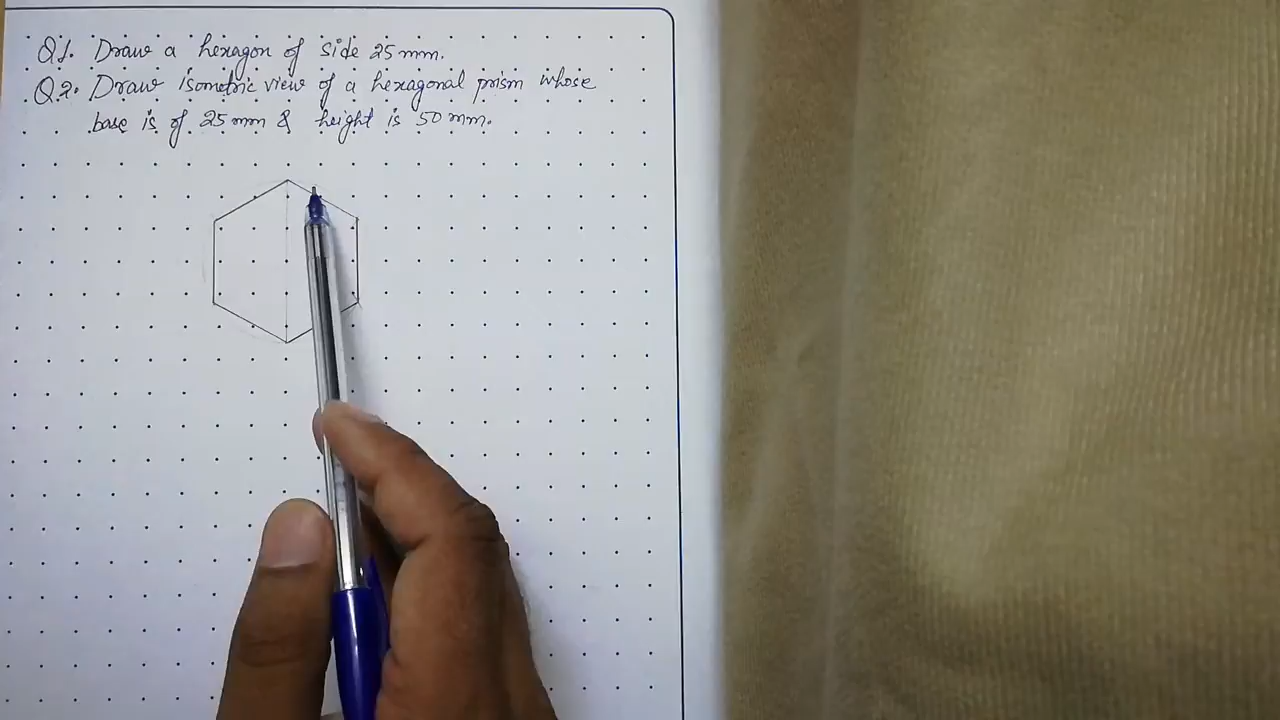 Q1. Draw a hexagon of side 25 mm.
Q2. Draw isometric view of a hexagonal prism whose
base is of 25 mm & height is 50 mm.